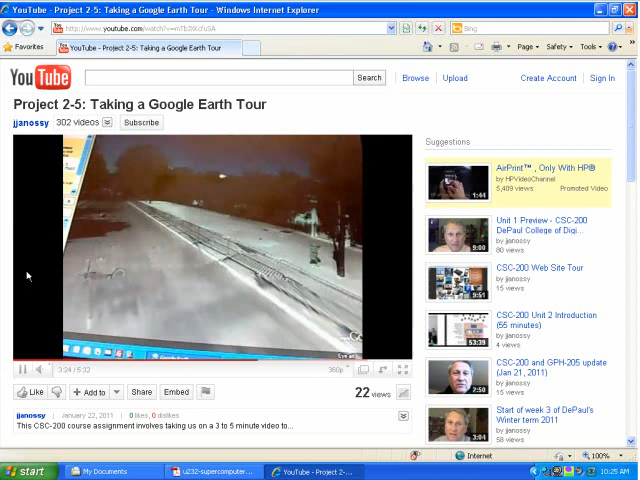 YouTube - Project 2-5: Taking a Google Earth Tour - Windows Internet Explorer
http://www.youtube.com/watch?v=mTbJXkcfuSA
Bing
Favorites
YouTube - Project 2-5: Taking a Google Earth Tour
Page
Safety
Tools
YouTube
Search
Browse
Upload
Create Account
Sign In
Project 2-5: Taking a Google Earth Tour
jjanossy
302 videos
Subscribe
Suggestions
AirPrint™ , Only With HP®
by HPVideoChannel
5,409 views
Promoted Video
1:44
Unit 1 Preview - CSC-200
DePaul College of Digi...
by jjanossy
80 views
9:00
CSC-200 Web Site Tour
by jjanossy
15 views
9:51
CSC-200 Unit 2 Introduction
(55 minutes)
by jjanossy
4 views
53:39
CSC-200 and GPH-205 update
(Jan 21, 2011)
by jjanossy
15 views
2:50
Start of week 3 of DePaul's
Winter term 2011
by jjanossy
58 views
3:04
Google Earth
3:24 / 5:32
360p
Like
Add to
Share
Embed
22 views
jjanossy
January 22, 2011
0 likes, 0 dislikes
This CSC-200 course assignment involves taking us on a 3 to 5 minute video to...
Internet
100%
start
My Documents
u232-supercomputer...
YouTube - Project 2-...
10:25 AM